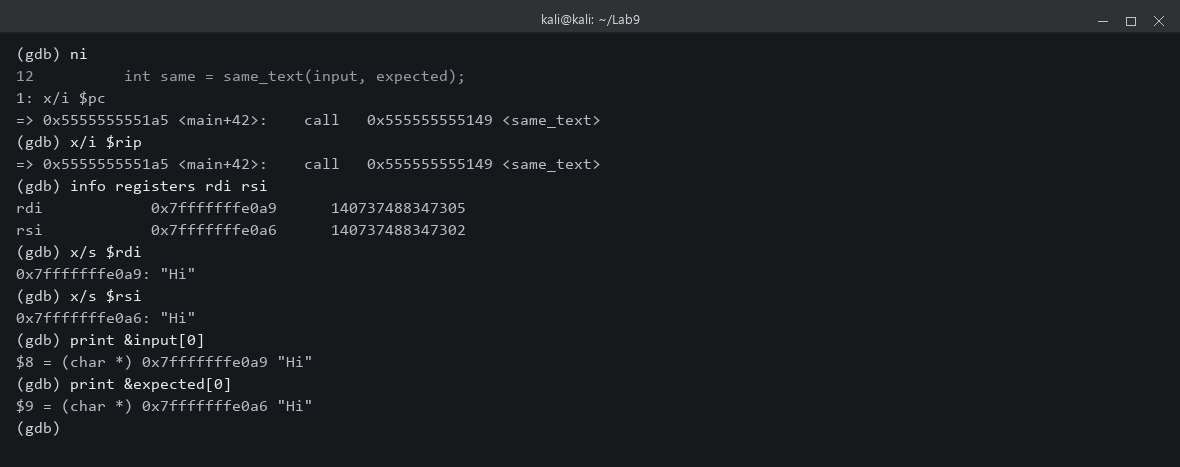 kali@kali: ~/Lab9
(gdb) ni
12          int same = same_text(input, expected);
1: x/i $pc
=> 0x5555555551a5 <main+42>:    call   0x555555555149 <same_text>
(gdb) x/i $rip
=> 0x5555555551a5 <main+42>:    call   0x555555555149 <same_text>
(gdb) info registers rdi rsi
rdi            0x7fffffffe0a9      140737488347305
rsi            0x7fffffffe0a6      140737488347302
(gdb) x/s $rdi
0x7fffffffe0a9: "Hi"
(gdb) x/s $rsi
0x7fffffffe0a6: "Hi"
(gdb) print &input[0]
$8 = (char *) 0x7fffffffe0a9 "Hi"
(gdb) print &expected[0]
$9 = (char *) 0x7fffffffe0a6 "Hi"
(gdb)